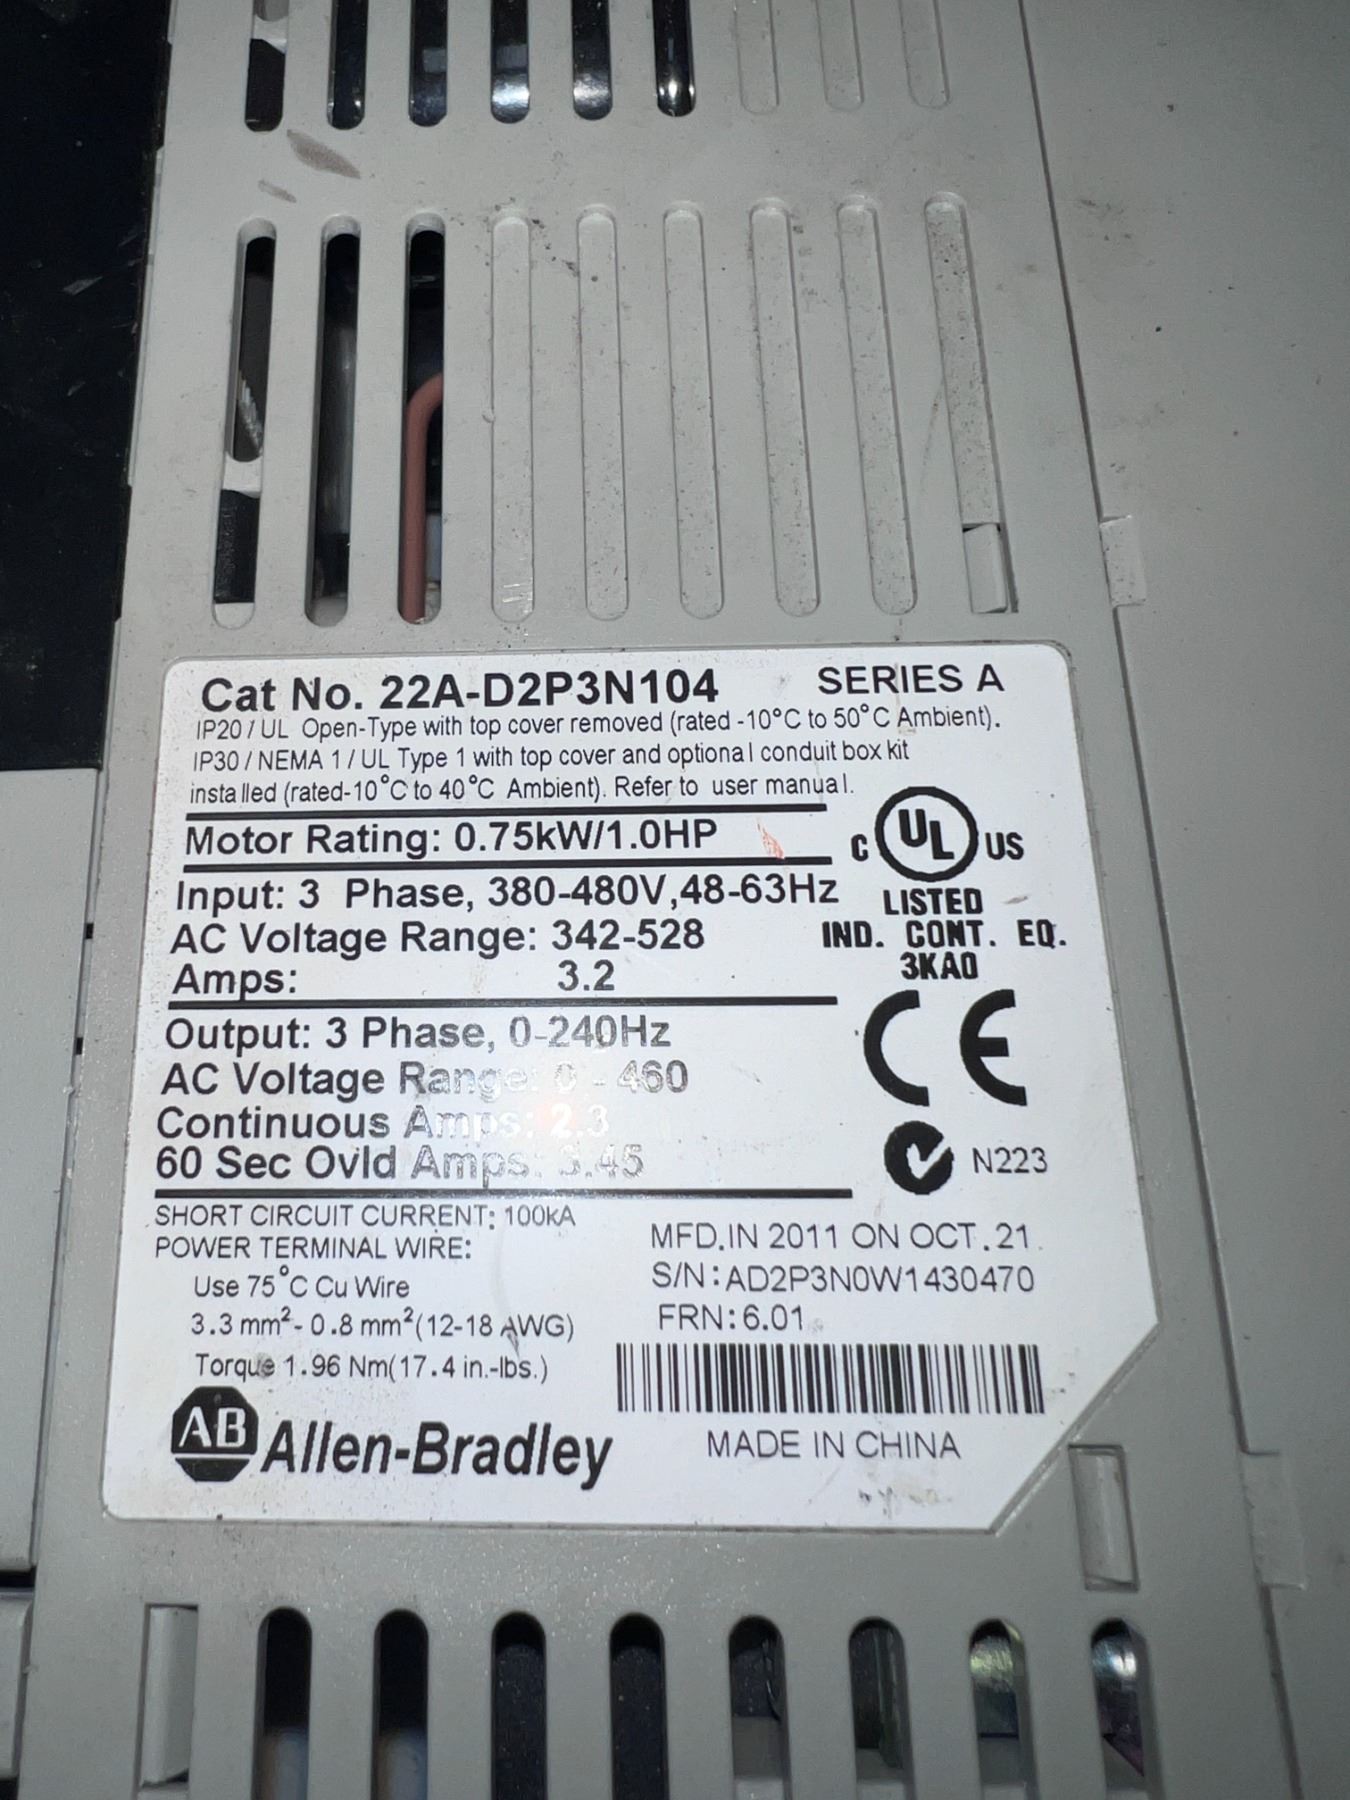 Cat No. 22A-D2P3N104 SERIES A
IP20 / UL Open-Type with top cover removed (rated -10°C to 50°C Ambient).
IP30 / NEMA 1 / UL Type 1 with top cover and optional conduit box kit
installed (rated-10°C to 40°C Ambient). Refer to user manual.
Motor Rating: 0.75kW/1.0HP
C UL US
Input: 3 Phase, 380-480V,48-63Hz
LISTED
AC Voltage Range: 342-528
IND. CONT. EQ.
Amps: 3.2
3KA0
Output: 3 Phase, 0-240Hz
CE
AC Voltage Range: 0 - 460
Continuous Amps: 2.3
60 Sec Ovld Amps: 3.45
N223
SHORT CIRCUIT CURRENT: 100kA
POWER TERMINAL WIRE:
Use 75°C Cu Wire
3.3 mm²- 0.8 mm²(12-18 AWG)
Torque 1.96 Nm(17.4 in.-lbs.)
MFD.IN 2011 ON OCT.21
S/N:AD2P3N0W1430470
FRN:6.01
AB Allen-Bradley
MADE IN CHINA